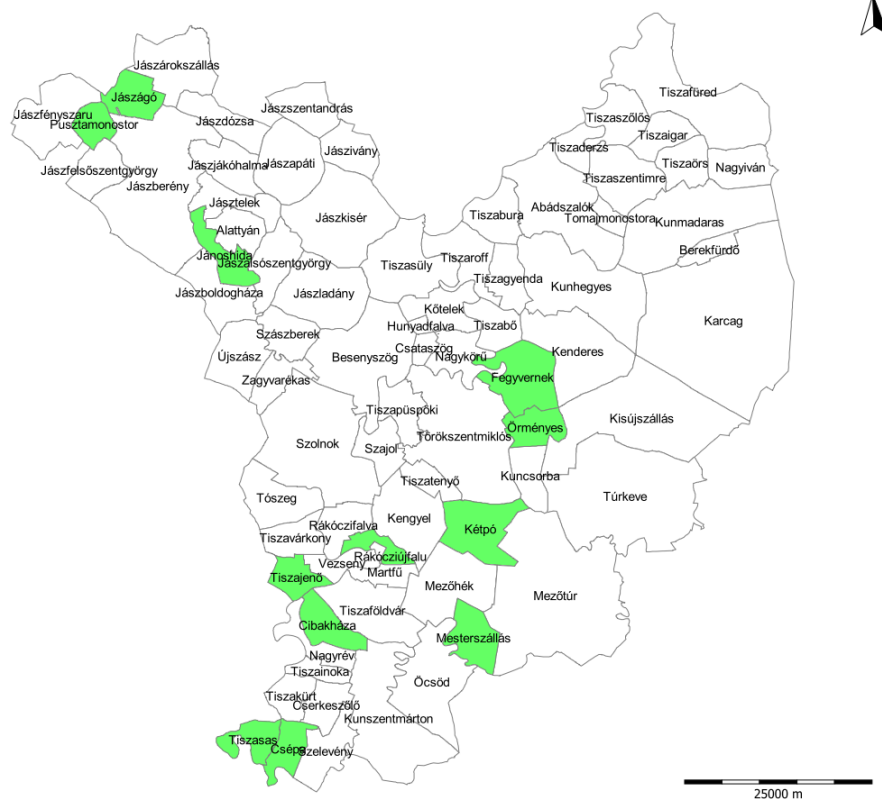 Jászárokszállás
Tiszafüred
Jászágó
Jászszentandrás
Jászfényszaru
Jászdózsa
Tiszaszőlős
Pusztamonostor
Tiszaigar
Tiszaderzs
Jászivány
Jászapáti
Jászjákóhalma
Tiszaörs
Nagyiván
Jászfelsőszentgyörgy
Tiszaszentimre
Jászberény
Jásztelek
Abádszalók
Tiszabura
Jászkisér
Tomajmonostora
Kunmadaras
Alattyán
Berekfürdő
Jánoshida
Tiszaroff
Jászalsószentgyörgy
Tiszasüly
Tiszagyenda
Kunhegyes
Jászboldogháza
Jászladány
Kőtelek
Karcag
Hunyadfalva
Tiszabő
Szászberek
Csataszög
Kenderes
Újszász
Besenyszög
Nagykörű
Fegyvernek
Zagyvarékas
Tiszapüspöki
Kisújszállás
Örményes
Törökszentmiklós
Szolnok
Szajol
Kuncsorba
Tiszatenyő
Túrkeve
Tószeg
Kengyel
Rákóczifalva
Kétpó
Tiszavárkony
Rákócziújfalu
Vezseny
Martfű
Tiszajenő
Mezőhék
Mezőtúr
Tiszaföldvár
Cibakháza
Mesterszállás
Nagyrév
Tiszainoka
Öcsöd
Tiszakürt
Cserkeszőlő
Kunszentmárton
Tiszasas
Csépa
Szelevény
25000 m